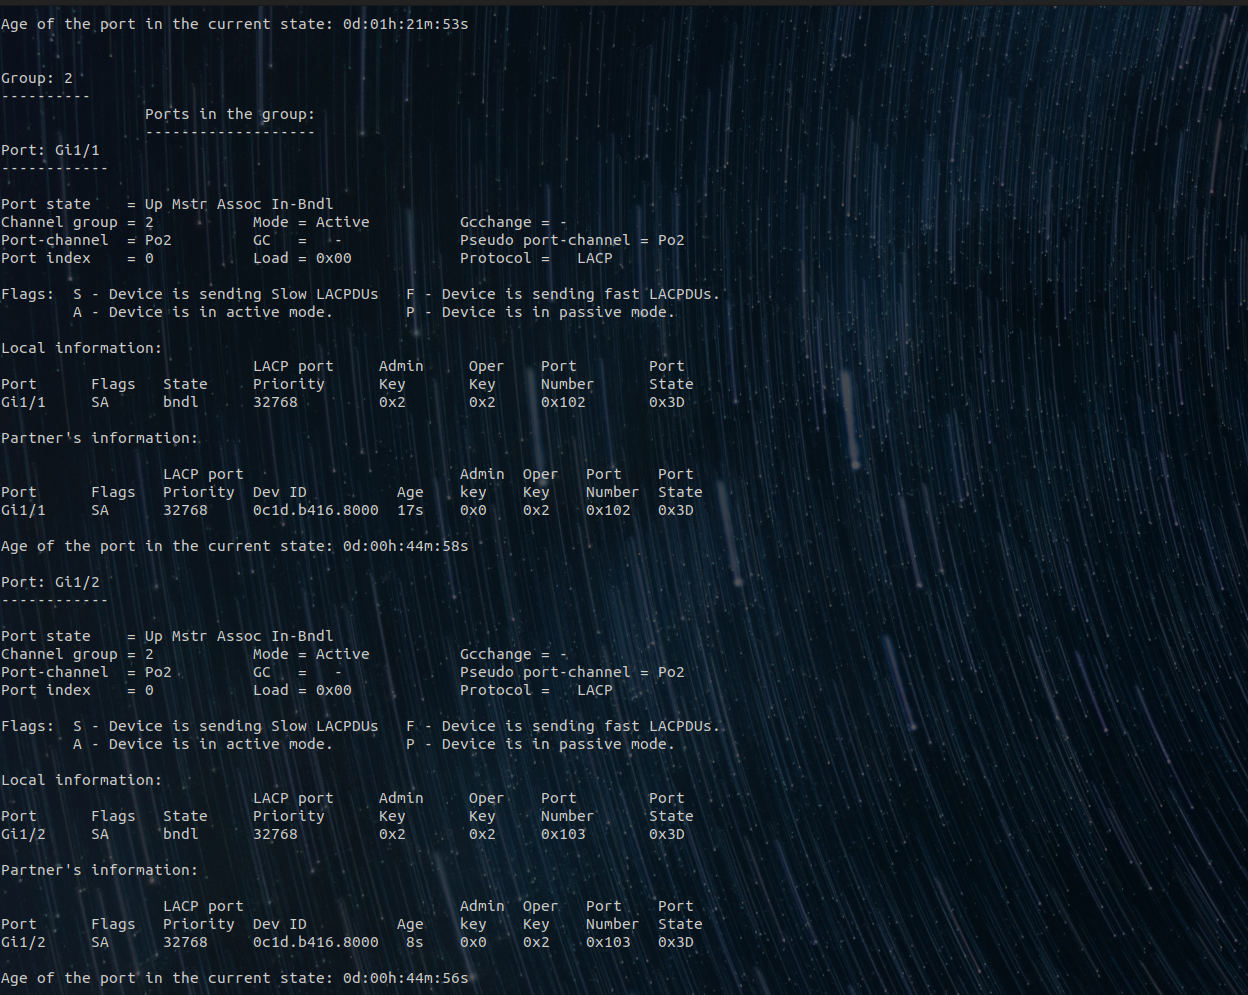 Age of the port in the current state: 0d:01h:21m:53s
Group: 2
----------
                Ports in the group:
                -------------------
Port: Gi1/1
------------
Port state    = Up Mstr Assoc In-Bndl
Channel group = 2           Mode = Active          Gcchange = -
Port-channel  = Po2         GC   =   -             Pseudo port-channel = Po2
Port index    = 0           Load = 0x00            Protocol =   LACP
Flags:  S - Device is sending Slow LACPDUs   F - Device is sending fast LACPDUs.
        A - Device is in active mode.        P - Device is in passive mode.
Local information:
                            LACP port     Admin     Oper    Port        Port
Port      Flags   State     Priority      Key       Key     Number      State
Gi1/1     SA      bndl      32768         0x2       0x2     0x102       0x3D
Partner's information:
                  LACP port                        Admin  Oper   Port    Port
Port      Flags   Priority  Dev ID          Age    key    Key    Number  State
Gi1/1     SA      32768     0c1d.b416.8000  17s    0x0    0x2    0x102   0x3D
Age of the port in the current state: 0d:00h:44m:58s
Port: Gi1/2
------------
Port state    = Up Mstr Assoc In-Bndl
Channel group = 2           Mode = Active          Gcchange = -
Port-channel  = Po2         GC   =   -             Pseudo port-channel = Po2
Port index    = 0           Load = 0x00            Protocol =   LACP
Flags:  S - Device is sending Slow LACPDUs   F - Device is sending fast LACPDUs.
        A - Device is in active mode.        P - Device is in passive mode.
Local information:
                            LACP port     Admin     Oper    Port        Port
Port      Flags   State     Priority      Key       Key     Number      State
Gi1/2     SA      bndl      32768         0x2       0x2     0x103       0x3D
Partner's information:
                  LACP port                        Admin  Oper   Port    Port
Port      Flags   Priority  Dev ID          Age    key    Key    Number  State
Gi1/2     SA      32768     0c1d.b416.8000   8s    0x0    0x2    0x103   0x3D
Age of the port in the current state: 0d:00h:44m:56s